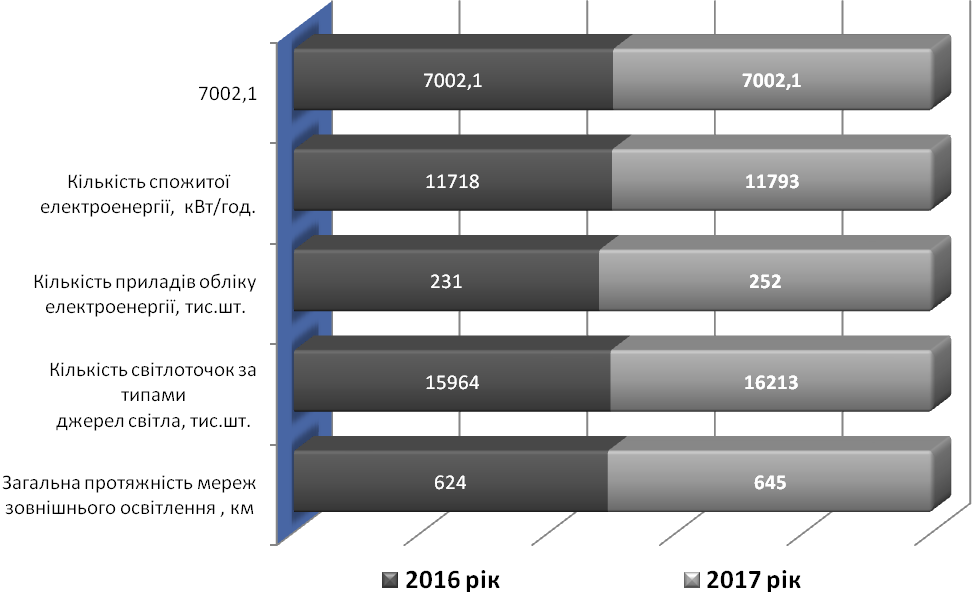 7002,1
7002,1
7002,1
Кількість спожитої
електроенергії, кВт/год.
11718
11793
Кількість приладів обліку
електроенергії, тис.шт.
231
252
Кількість світлоточок за
типами
джерел світла, тис.шт.
15964
16213
Загальна протяжність мереж
зовнішнього освітлення , км
624
645
2016 рік
2017 рік